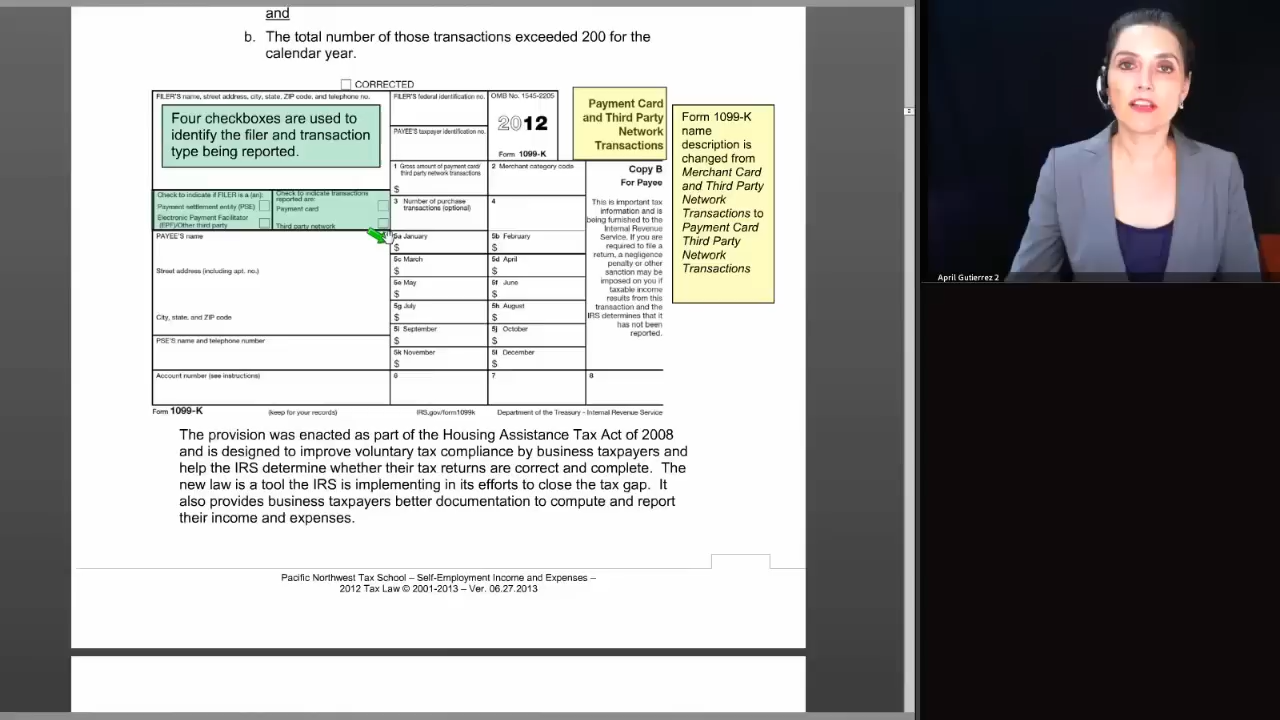 and
b. The total number of those transactions exceeded 200 for the
calendar year.
CORRECTED
FILER'S name, street address, city, state, ZIP code, and telephone no.
FILER'S federal identification no.
OMB No. 1545-2205
Four checkboxes are used to
identify the filer and transaction
type being reported.
PAYEE'S taxpayer identification no.
2012
Form 1099-K
Payment Card
and Third Party
Network
Transactions
Form 1099-K
name
description is
changed from
Merchant Card
and Third Party
Network
Transactions to
Payment Card
Third Party
Network
Transactions
1 Gross amount of payment card/
third party network transactions
$
2 Merchant category code
Copy B
For Payee
Check to indicate if FILER is a (an):
Payment settlement entity (PSE)
Electronic Payment Facilitator
(EPF)/Other third party
Check to indicate transactions
reported are:
Payment card
Third party network
3 Number of purchase
transactions (optional)
4
This is important tax
information and is
being furnished to the
Internal Revenue
Service. If you are
required to file a
return, a negligence
penalty or other
sanction may be
imposed on you if
taxable income
results from this
transaction and the
IRS determines that it
has not been
reported.
PAYEE'S name
5a January
$
5b February
$
5c March
$
5d April
$
Street address (including apt. no.)
5e May
$
5f June
$
5g July
$
5h August
$
City, state, and ZIP code
5i September
$
5j October
$
PSE'S name and telephone number
5k November
$
5l December
$
Account number (see instructions)
6
7
8
Form 1099-K
(keep for your records)
IRS.gov/form1099k
Department of the Treasury - Internal Revenue Service
The provision was enacted as part of the Housing Assistance Tax Act of 2008
and is designed to improve voluntary tax compliance by business taxpayers and
help the IRS determine whether their tax returns are correct and complete. The
new law is a tool the IRS is implementing in its efforts to close the tax gap. It
also provides business taxpayers better documentation to compute and report
their income and expenses.
Pacific Northwest Tax School – Self-Employment Income and Expenses –
2012 Tax Law © 2001-2013 – Ver. 06.27.2013
April Gutierrez 2